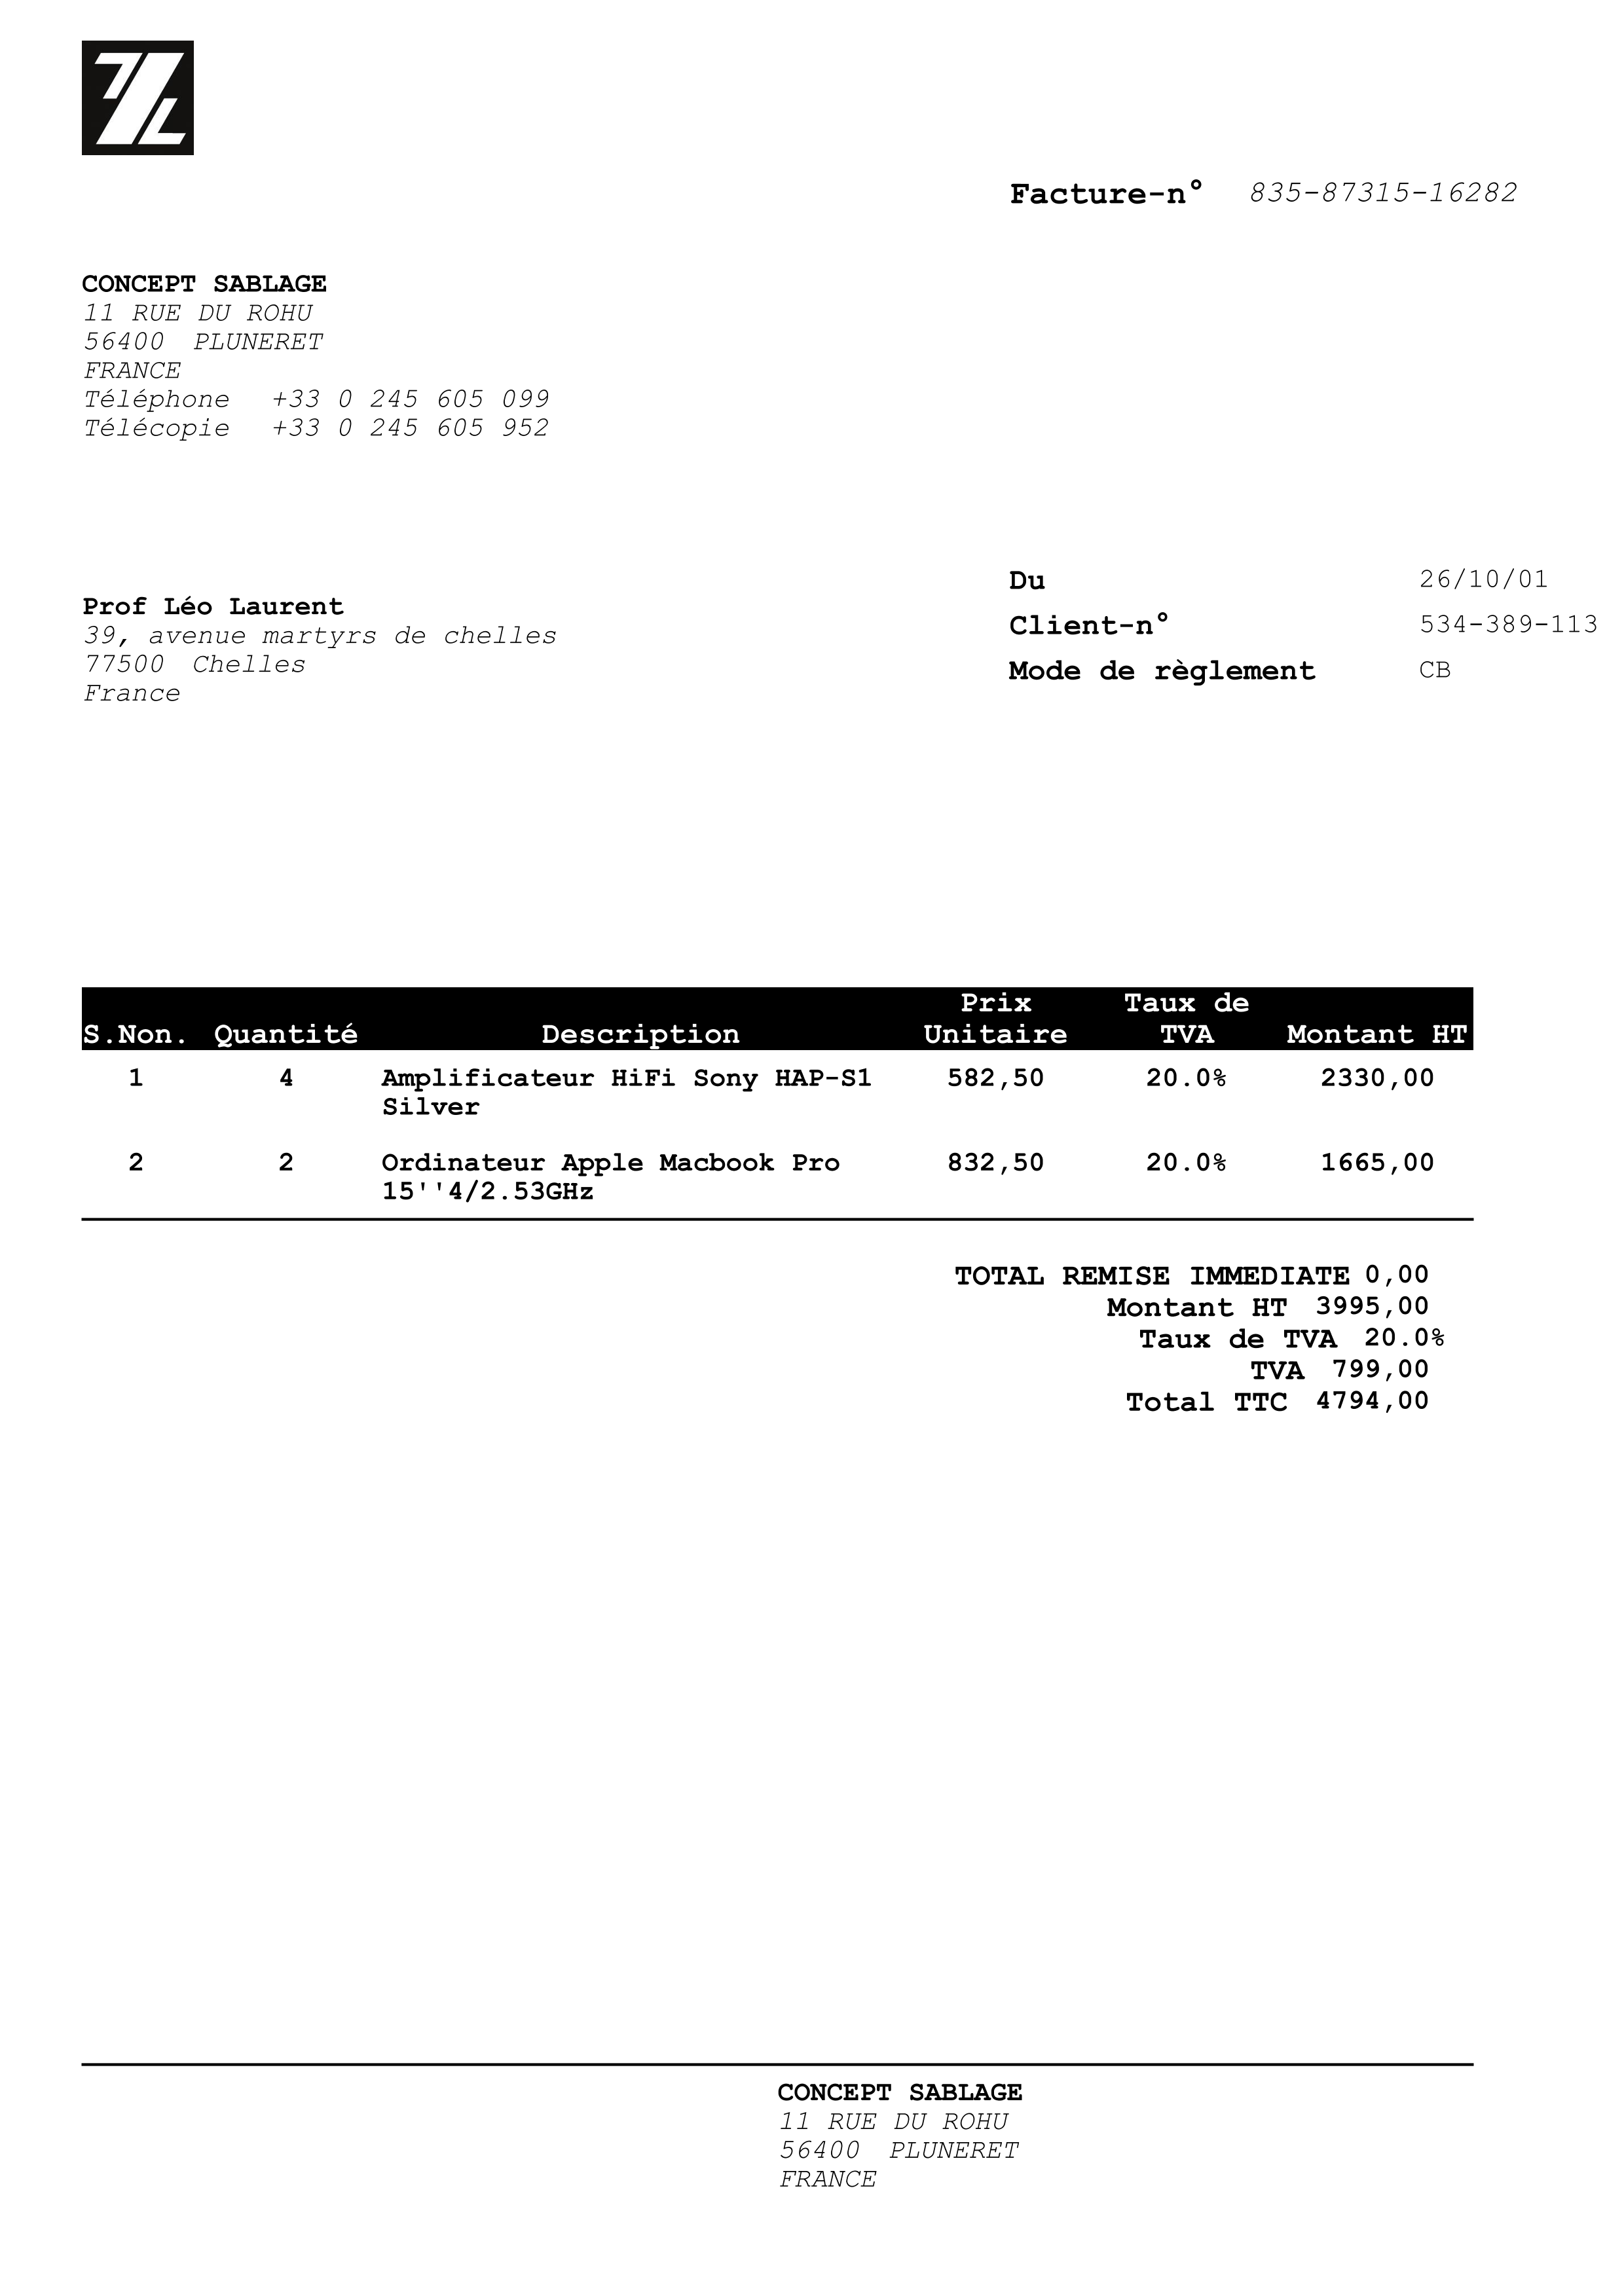 Facture-n° 835-87315-16282
CONCEPT SABLAGE
11 RUE DU ROHU
56400 PLUNERET
FRANCE
Téléphone +33 0 245 605 099
Télécopie +33 0 245 605 952
Prof Léo Laurent
39, avenue martyrs de chelles
77500 Chelles
France
Du 26/10/01
Client-n° 534-389-113
Mode de règlement CB
S.Non. Quantité Description Prix Unitaire Taux de TVA Montant HT
1 4 Amplificateur HiFi Sony HAP-S1 582,50 20.0% 2330,00
Silver
2 2 Ordinateur Apple Macbook Pro 832,50 20.0% 1665,00
15''4/2.53GHz
TOTAL REMISE IMMEDIATE 0,00
Montant HT 3995,00
Taux de TVA 20.0%
TVA 799,00
Total TTC 4794,00
CONCEPT SABLAGE
11 RUE DU ROHU
56400 PLUNERET
FRANCE